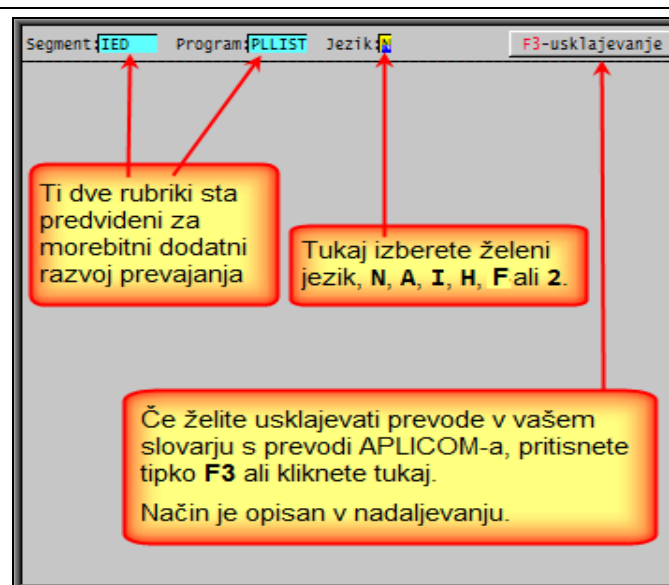 Segment:IED Program:PLLIST Jezik:N F3-usklajevanje
Ti dve rubriki sta
predvideni za
morebitni dodatni
razvoj prevajanja
Tukaj izberete želeni
jezik, N, A, I, H, F ali 2.
Če želite usklajevati prevode v vašem
slovarju s prevodi APLICOM-a, pritisnete
tipko F3 ali kliknete tukaj.
Način je opisan v nadaljevanju.